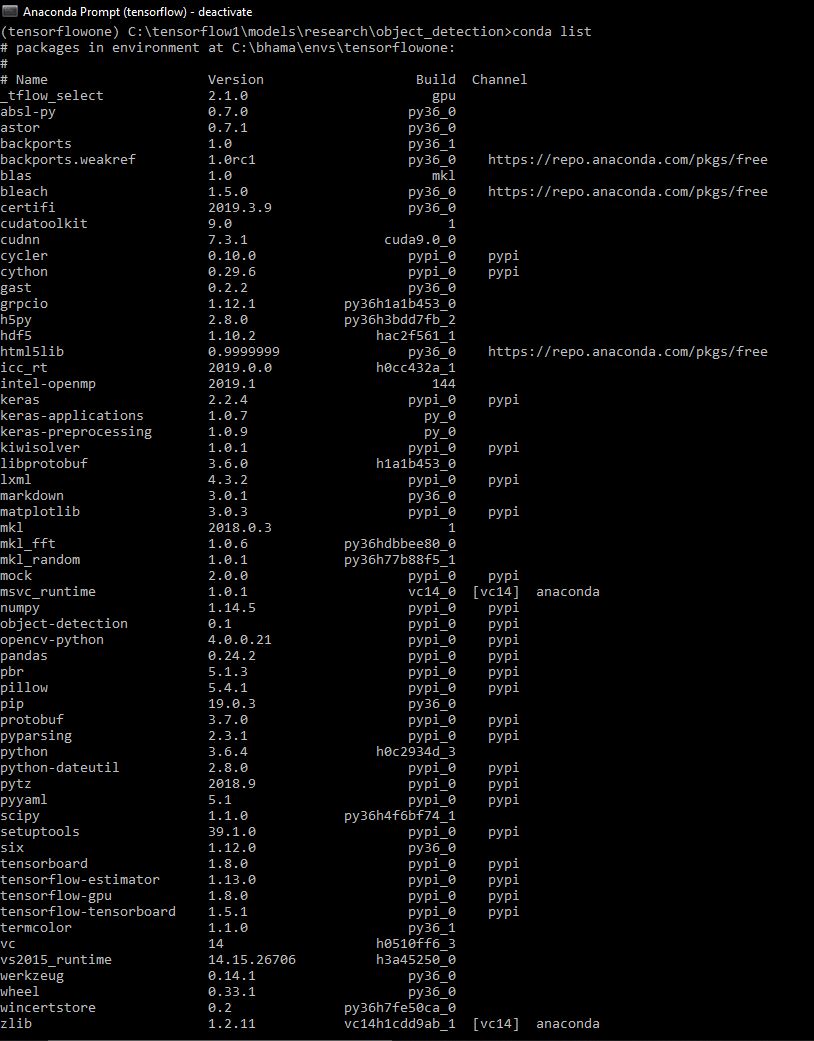 Anaconda Prompt (tensorflow) - deactivate
(tensorflowone) C:\tensorflow1\models\research\object_detection>conda list
# packages in environment at C:\bhama\envs\tensorflowone:
#
# Name                    Version                   Build  Channel
_tflow_select             2.1.0                       gpu
absl-py                   0.7.0                    py36_0
astor                     0.7.1                    py36_0
backports                 1.0                      py36_1
backports.weakref         1.0rc1                   py36_0    https://repo.anaconda.com/pkgs/free
blas                      1.0                         mkl
bleach                    1.5.0                    py36_0    https://repo.anaconda.com/pkgs/free
certifi                   2019.3.9                 py36_0
cudatoolkit               9.0                           1
cudnn                     7.3.1                 cuda9.0_0
cycler                    0.10.0                   pypi_0    pypi
cython                    0.29.6                   pypi_0    pypi
gast                      0.2.2                    py36_0
grpcio                    1.12.1           py36h1a1b453_0
h5py                      2.8.0            py36h3bdd7fb_2
hdf5                      1.10.2               hac2f561_1
html5lib                  0.9999999                py36_0    https://repo.anaconda.com/pkgs/free
icc_rt                    2019.0.0             h0cc432a_1
intel-openmp              2019.1                      144
keras                     2.2.4                    pypi_0    pypi
keras-applications        1.0.7                      py_0
keras-preprocessing       1.0.9                      py_0
kiwisolver                1.0.1                    pypi_0    pypi
libprotobuf               3.6.0                h1a1b453_0
lxml                      4.3.2                    pypi_0    pypi
markdown                  3.0.1                    py36_0
matplotlib                3.0.3                    pypi_0    pypi
mkl                       2018.0.3                      1
mkl_fft                   1.0.6            py36hdbbee80_0
mkl_random                1.0.1            py36h77b88f5_1
mock                      2.0.0                    pypi_0    pypi
msvc_runtime              1.0.1                    vc14_0  [vc14]  anaconda
numpy                     1.14.5                   pypi_0    pypi
object-detection          0.1                      pypi_0    pypi
opencv-python             4.0.0.21                 pypi_0    pypi
pandas                    0.24.2                   pypi_0    pypi
pbr                       5.1.3                    pypi_0    pypi
pillow                    5.4.1                    pypi_0    pypi
pip                       19.0.3                   py36_0
protobuf                  3.7.0                    pypi_0    pypi
pyparsing                 2.3.1                    pypi_0    pypi
python                    3.6.4                h0c2934d_3
python-dateutil           2.8.0                    pypi_0    pypi
pytz                      2018.9                   pypi_0    pypi
pyyaml                    5.1                      pypi_0    pypi
scipy                     1.1.0            py36h4f6bf74_1
setuptools                39.1.0                   pypi_0    pypi
six                       1.12.0                   py36_0
tensorboard               1.8.0                    pypi_0    pypi
tensorflow-estimator      1.13.0                   pypi_0    pypi
tensorflow-gpu            1.8.0                    pypi_0    pypi
tensorflow-tensorboard    1.5.1                    pypi_0    pypi
termcolor                 1.1.0                    py36_1
vc                        14                   h0510ff6_3
vs2015_runtime            14.15.26706          h3a45250_0
werkzeug                  0.14.1                   py36_0
wheel                     0.33.1                   py36_0
wincertstore              0.2              py36h7fe50ca_0
zlib                      1.2.11           vc14h1cdd9ab_1  [vc14]  anaconda